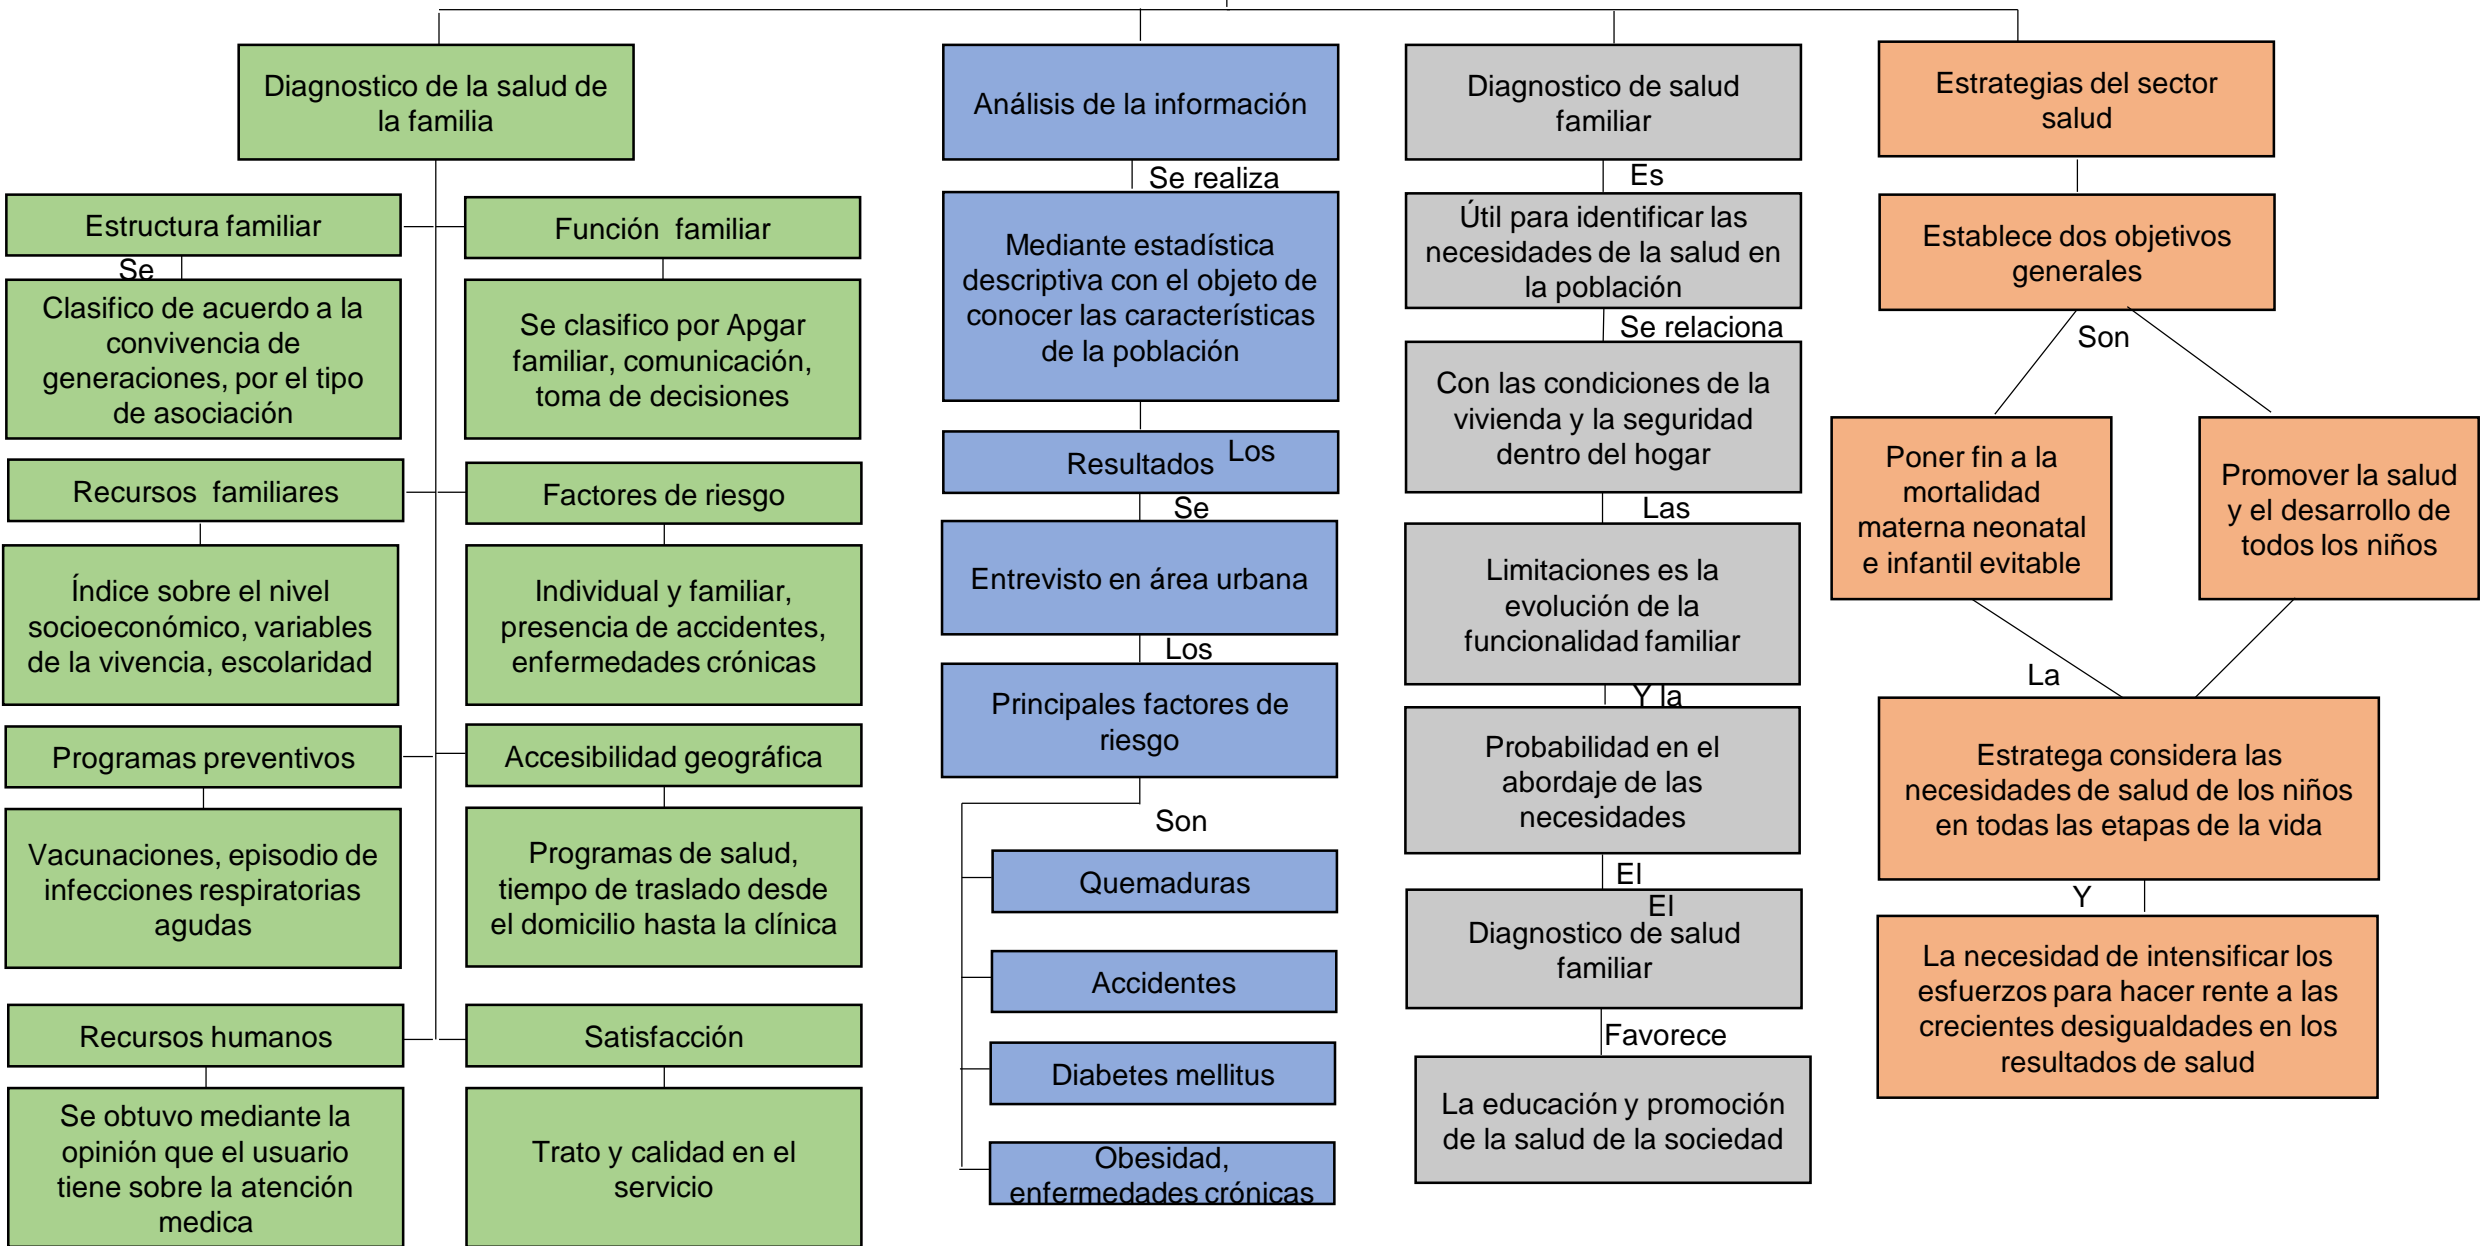 Diagnostico de la salud de
la familia
Estructura familiar
Se
Clasifico de acuerdo a la
convivencia de
generaciones, por el tipo
de asociación
Función familiar
Se clasifico por Apgar
familiar, comunicación,
toma de decisiones
Recursos familiares
Índice sobre el nivel
socioeconómico, variables
de la vivencia, escolaridad
Factores de riesgo
Individual y familiar,
presencia de accidentes,
enfermedades crónicas
Programas preventivos
Vacunaciones, episodio de
infecciones respiratorias
agudas
Accesibilidad geográfica
Programas de salud,
tiempo de traslado desde
el domicilio hasta la clínica
Recursos humanos
Se obtuvo mediante la
opinión que el usuario
tiene sobre la atención
medica
Satisfacción
Trato y calidad en el
servicio
Análisis de la información
Se realiza
Mediante estadística
descriptiva con el objeto de
conocer las características
de la población
Los
Resultados
Se
Entrevisto en área urbana
Los
Principales factores de
riesgo
Son
Quemaduras
Accidentes
Diabetes mellitus
Obesidad,
enfermedades crónicas
Diagnostico de salud
familiar
Es
Útil para identificar las
necesidades de la salud en
la población
Se relaciona
Con las condiciones de la
vivienda y la seguridad
dentro del hogar
Las
Limitaciones es la
evolución de la
funcionalidad familiar
Y la
Probabilidad en el
abordaje de las
necesidades
El
El
Diagnostico de salud
familiar
Favorece
La educación y promoción
de la salud de la sociedad
Estrategias del sector
salud
Establece dos objetivos
generales
Son
Poner fin a la
mortalidad
materna neonatal
e infantil evitable
Promover la salud
y el desarrollo de
todos los niños
La
Estratega considera las
necesidades de salud de los niños
en todas las etapas de la vida
Y
La necesidad de intensificar los
esfuerzos para hacer rente a las
crecientes desigualdades en los
resultados de salud